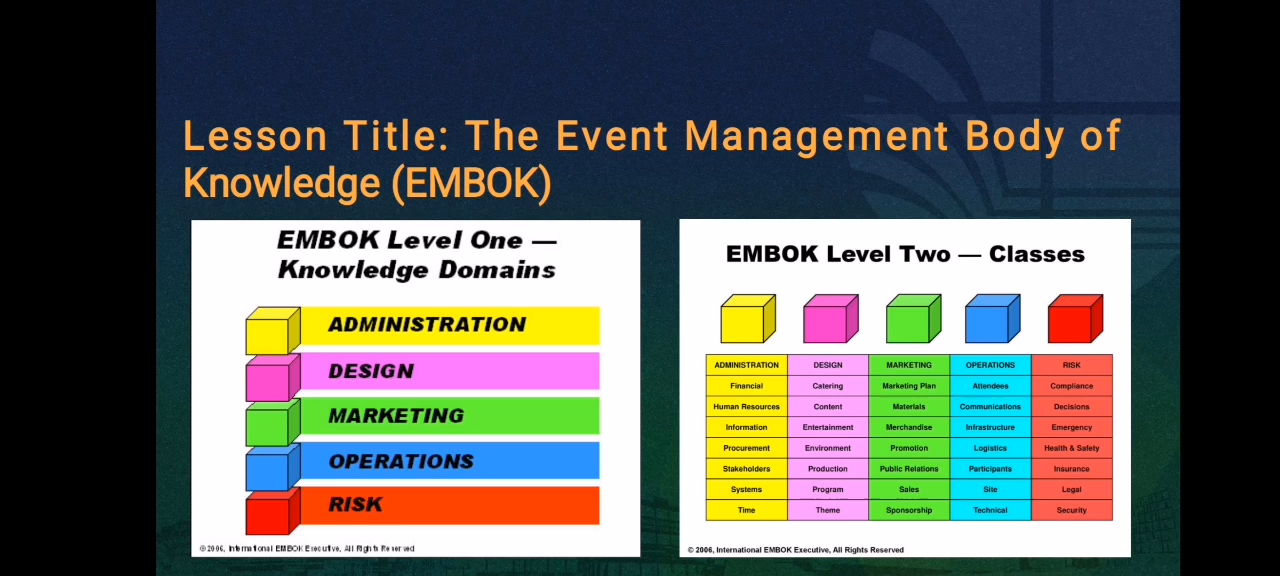 Lesson Title: The Event Management Body of
Knowledge (EMBOK)
EMBOK Level One —
Knowledge Domains
ADMINISTRATION
DESIGN
MARKETING
OPERATIONS
RISK
© 2006, International EMBOK Executive, All Rights Reserved
EMBOK Level Two — Classes
ADMINISTRATION DESIGN MARKETING OPERATIONS RISK
Financial Catering Marketing Plan Attendees Compliance
Human Resources Content Materials Communications Decisions
Information Entertainment Merchandise Infrastructure Emergency
Procurement Environment Promotion Logistics Health & Safety
Stakeholders Production Public Relations Participants Insurance
Systems Program Sales Site Legal
Time Theme Sponsorship Technical Security
© 2006, International EMBOK Executive, All Rights Reserved